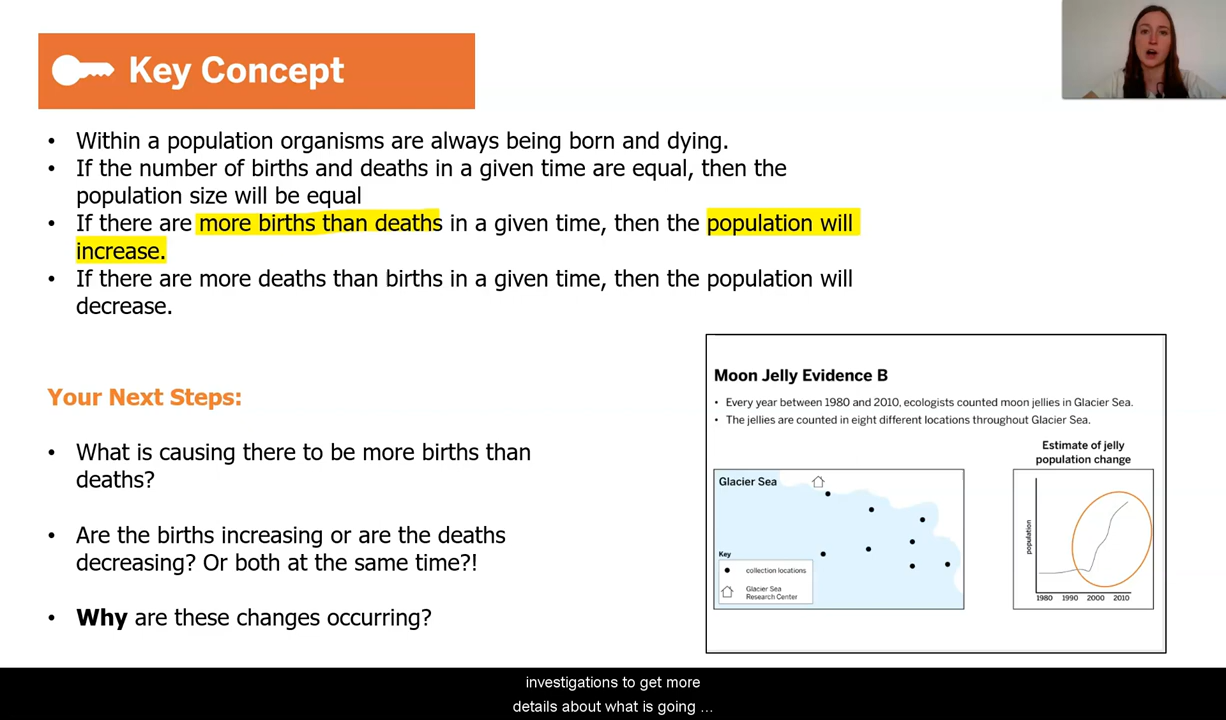 Key Concept
• Within a population organisms are always being born and dying.
• If the number of births and deaths in a given time are equal, then the
population size will be equal
• If there are more births than deaths in a given time, then the population will
increase.
• If there are more deaths than births in a given time, then the population will
decrease.
Your Next Steps:
• What is causing there to be more births than
deaths?
• Are the births increasing or are the deaths
decreasing? Or both at the same time?!
• Why are these changes occurring?
Moon Jelly Evidence B
• Every year between 1980 and 2010, ecologists counted moon jellies in Glacier Sea.
• The jellies are counted in eight different locations throughout Glacier Sea.
Glacier Sea
Key
collection locations
Glacier Sea
Research Center
Estimate of jelly
population change
population
1980 1990 2000 2010
investigations to get more
details about what is going ...